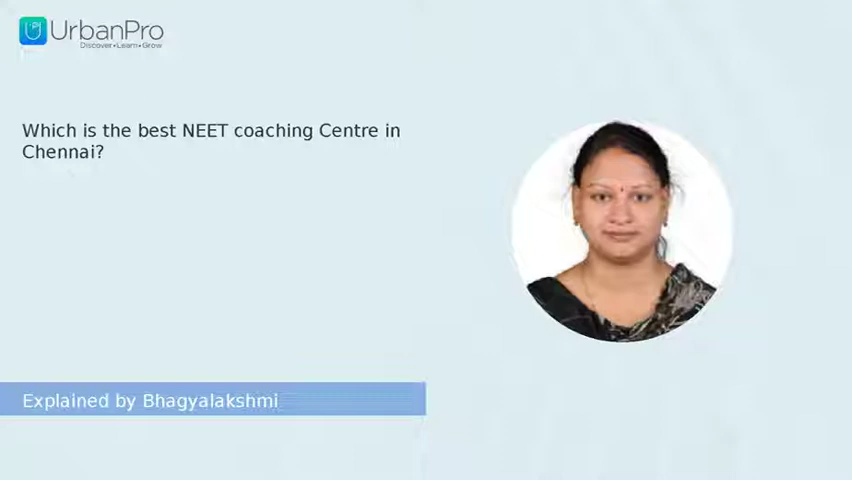 UrbanPro
Discover•Learn•Grow
Which is the best NEET coaching Centre in
Chennai?
Explained by Bhagyalakshmi